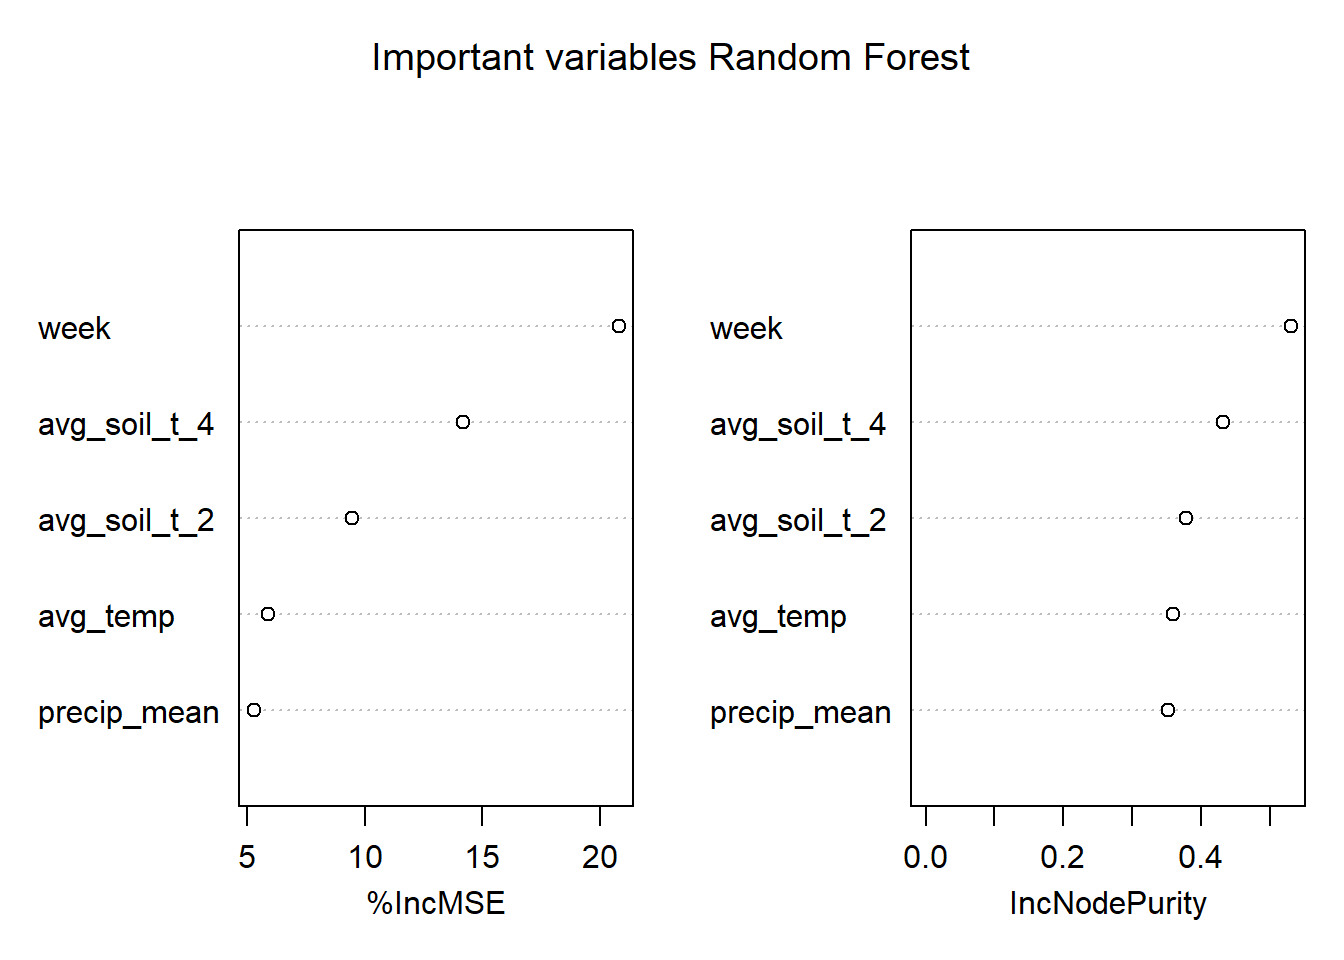 Important variables Random Forest
week
avg_soil_t_4
avg_soil_t_2
avg_temp
precip_mean
5 10 15 20
%IncMSE
week
avg_soil_t_4
avg_soil_t_2
avg_temp
precip_mean
0.0 0.2 0.4
IncNodePurity